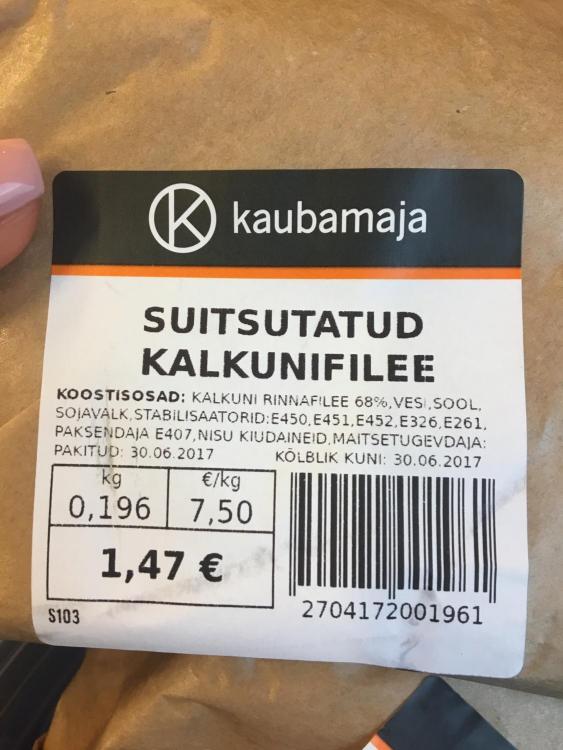 kaubamaja
SUITSUTATUD
KALKUNIFILEE
KOOSTISOSAD: KALKUNI RINNAFILEE 68%,VESI,SOOL,
SOJAVALK,STABILISAATORID:E450,E451,E452,E326,E261,
PAKSENDAJA E407,NISU KIUDAINEID,MAITSETUGEVDAJA:
PAKITUD: 30.06.2017 KÕLBLIK KUNI: 30.06.2017
kg €/kg
0,196 7,50
1,47 €
2704172001961
S103